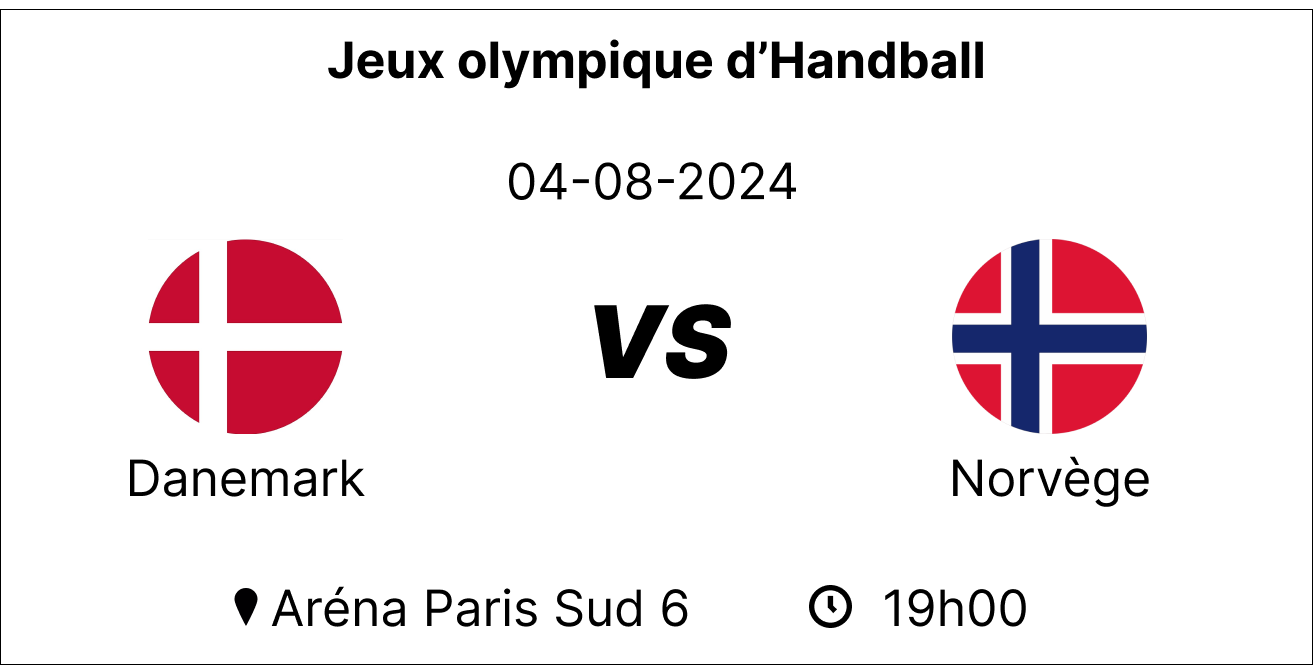 Jeux olympique d’Handball
04-08-2024
VS
Danemark
Norvège
Aréna Paris Sud 6
19h00